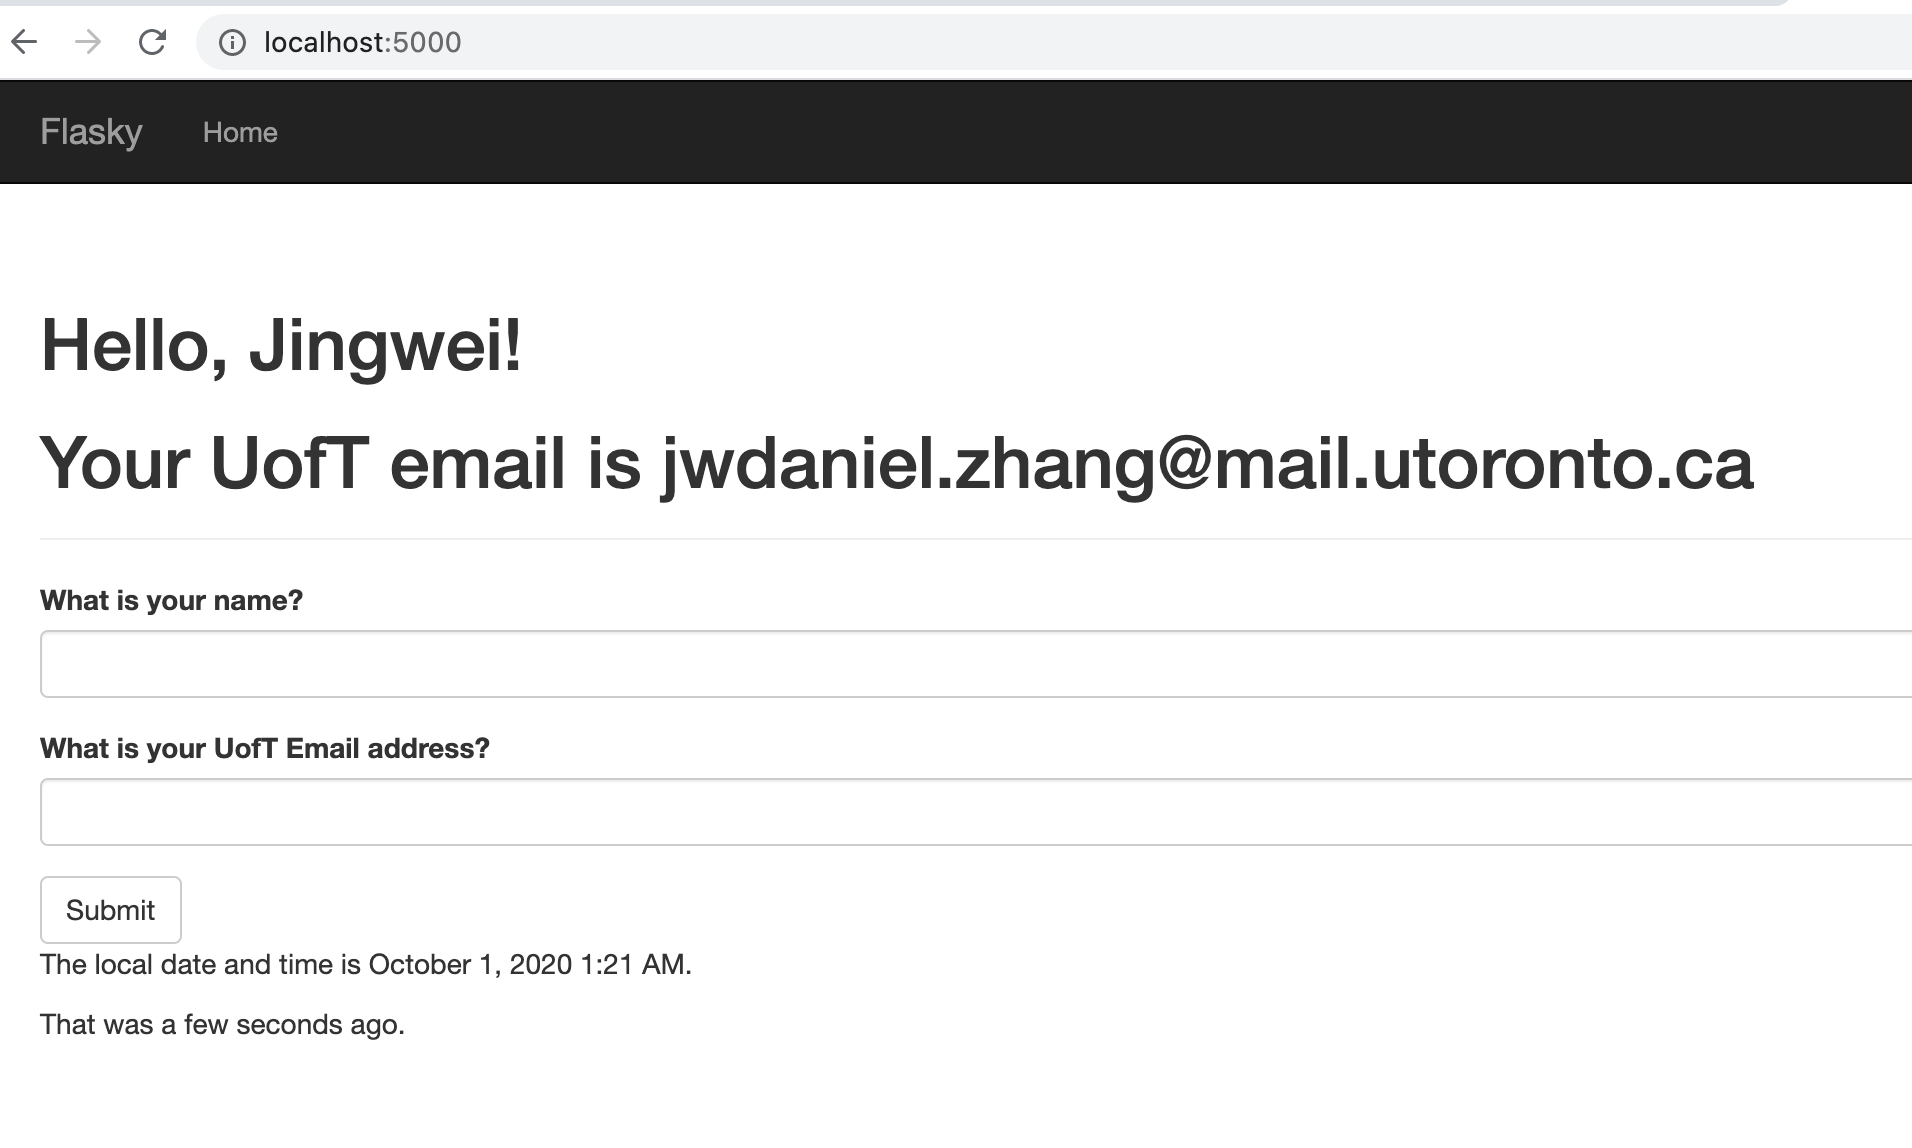 localhost:5000
Flasky Home
Hello, Jingwei!
Your UofT email is jwdaniel.zhang@mail.utoronto.ca
What is your name?
What is your UofT Email address?
Submit
The local date and time is October 1, 2020 1:21 AM.
That was a few seconds ago.